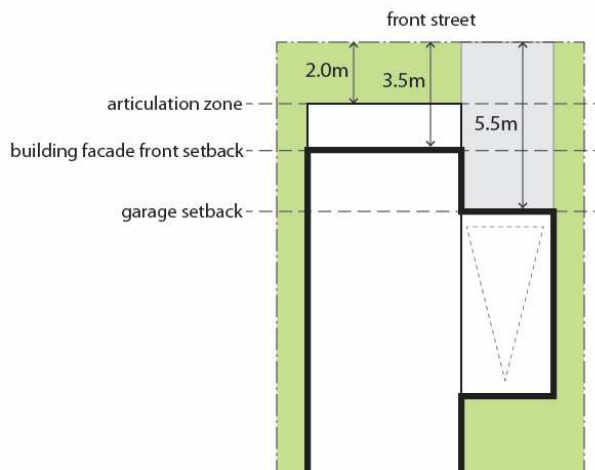 front street
2.0m
3.5m
5.5m
articulation zone
building facade front setback
garage setback